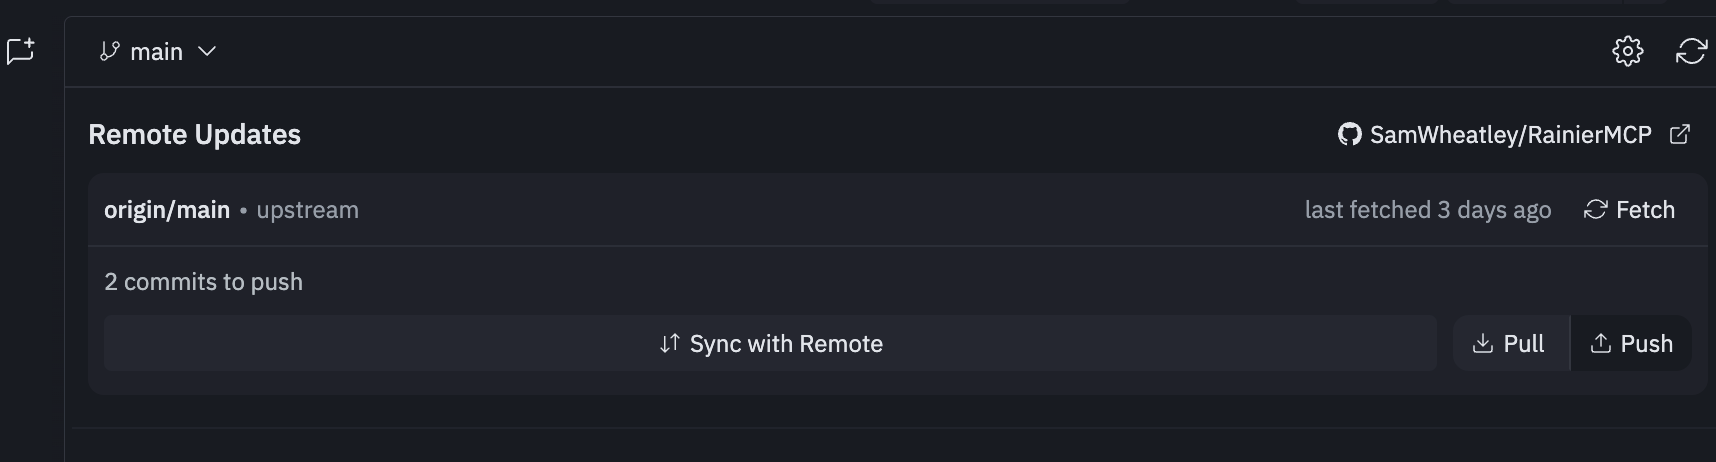 main
Remote Updates
SamWheatley/RainierMCP
origin/main • upstream
last fetched 3 days ago
Fetch
2 commits to push
Sync with Remote
Pull
Push